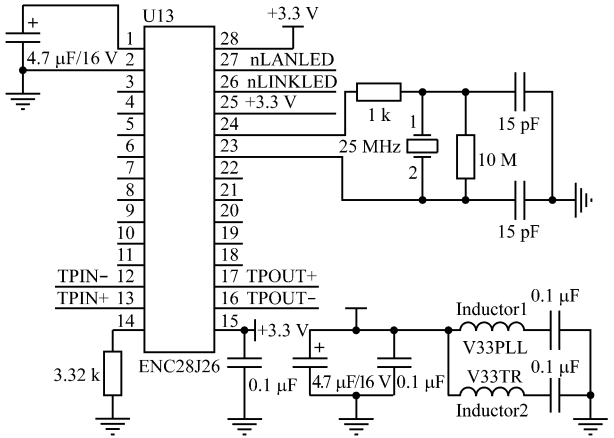 U13
+3.3 V
4.7 μF/16 V
1
2
3
4
5
6
7
8
9
10
11
12
13
14
28
27
26
25
24
23
22
21
20
19
18
17
16
15
nLANLED
nLINKLED
+3.3 V
1 k
15 pF
1
25 MHz
2
10 M
15 pF
TPIN−
TPIN+
TPOUT+
TPOUT−
+3.3 V
ENC28J26
3.32 k
0.1 μF
4.7 μF/16 V
0.1 μF
Inductor1
0.1 μF
V33PLL
V33TR
0.1 μF
Inductor2